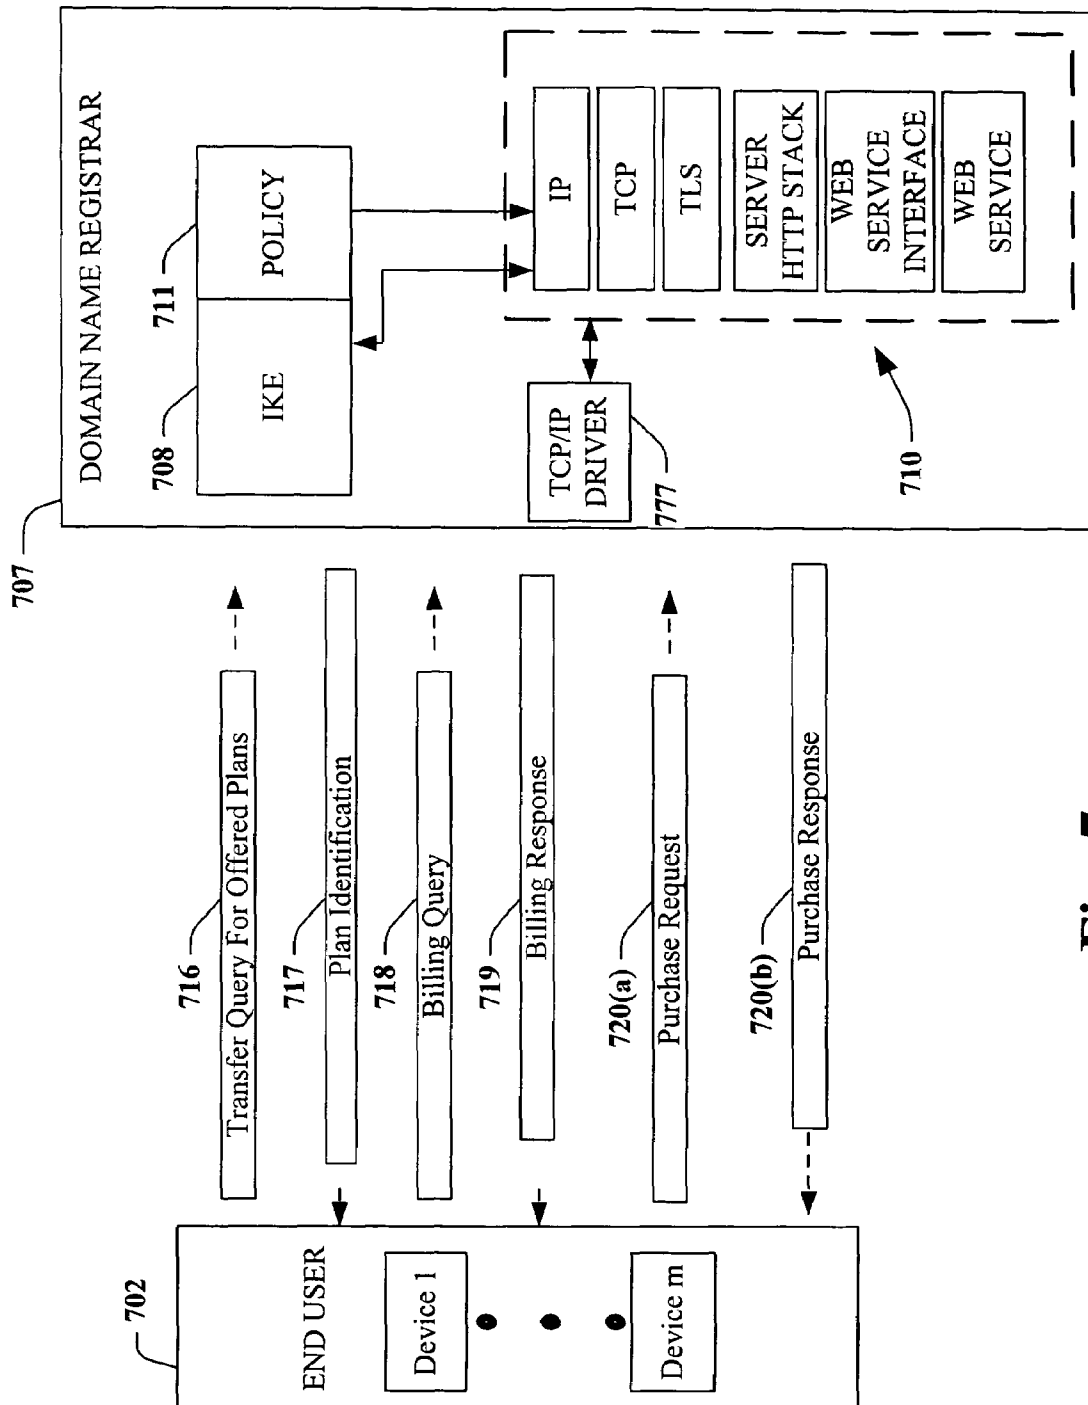 702
END USER
Device 1
Device m
716
Transfer Query For Offered Plans
717
Plan Identification
718
Billing Query
719
Billing Response
720(a)
Purchase Request
720(b)
Purchase Response
707
DOMAIN NAME REGISTRAR
708
IKE
711
POLICY
TCP/IP
DRIVER
777
IP
TCP
TLS
SERVER
HTTP STACK
WEB
SERVICE
INTERFACE
WEB
SERVICE
710